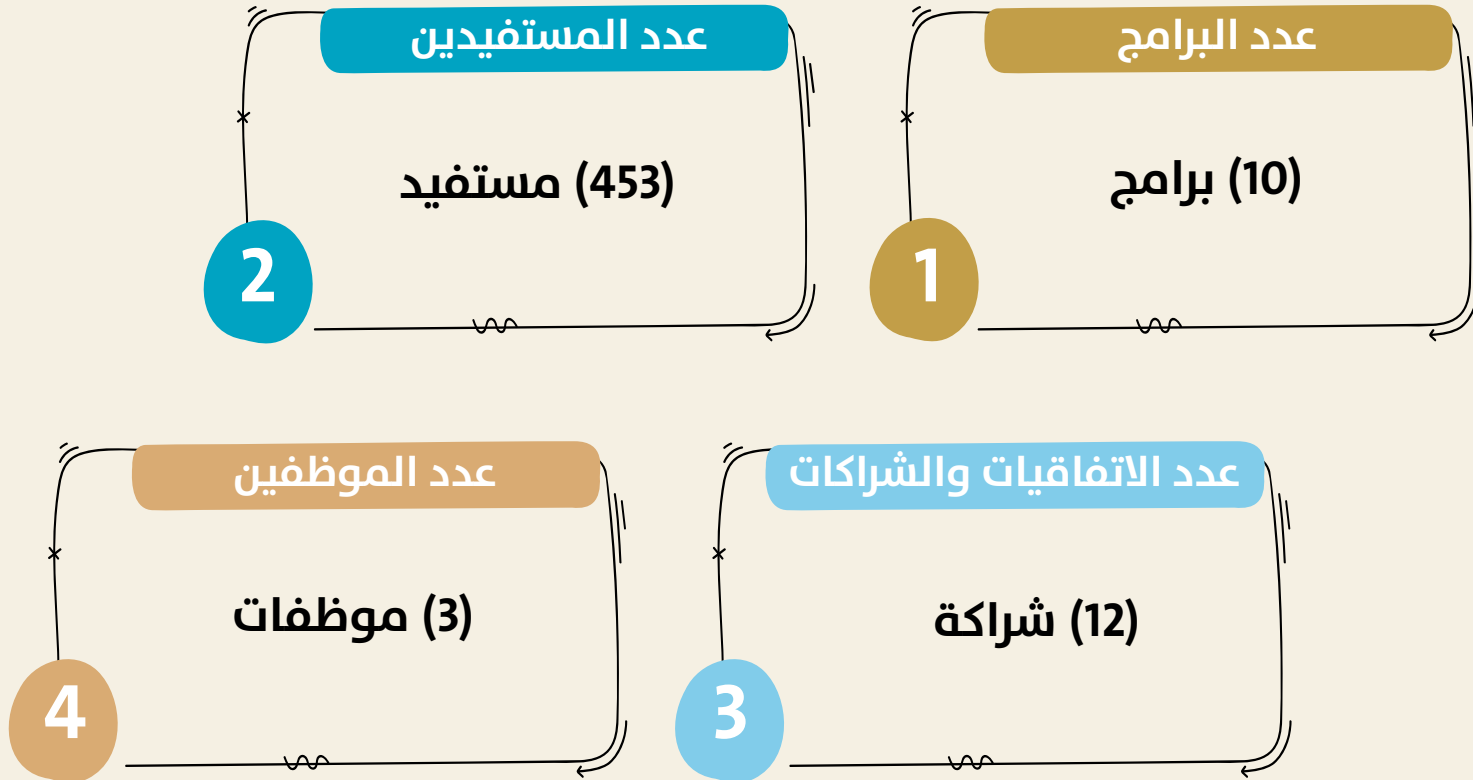 عدد البرامج
(10) برامج
1
عدد المستفيدين
(453) مستفيد
2
عدد الاتفاقيات والشراكات
(12) شراكة
3
عدد الموظفين
(3) موظفات
4